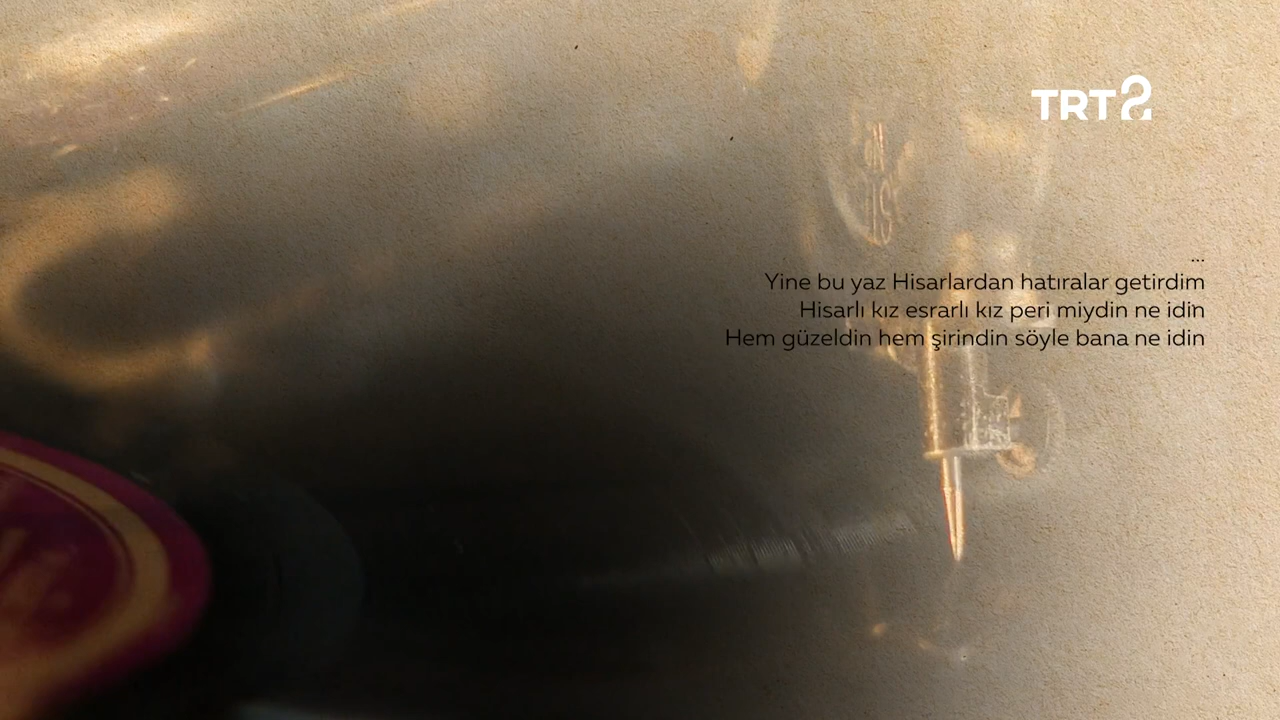 TRT2
...
Yine bu yaz Hisarlardan hatıralar getirdim
Hisarlı kız esrarlı kız peri miydin ne idin
Hem güzeldin hem şirindin söyle bana ne idin